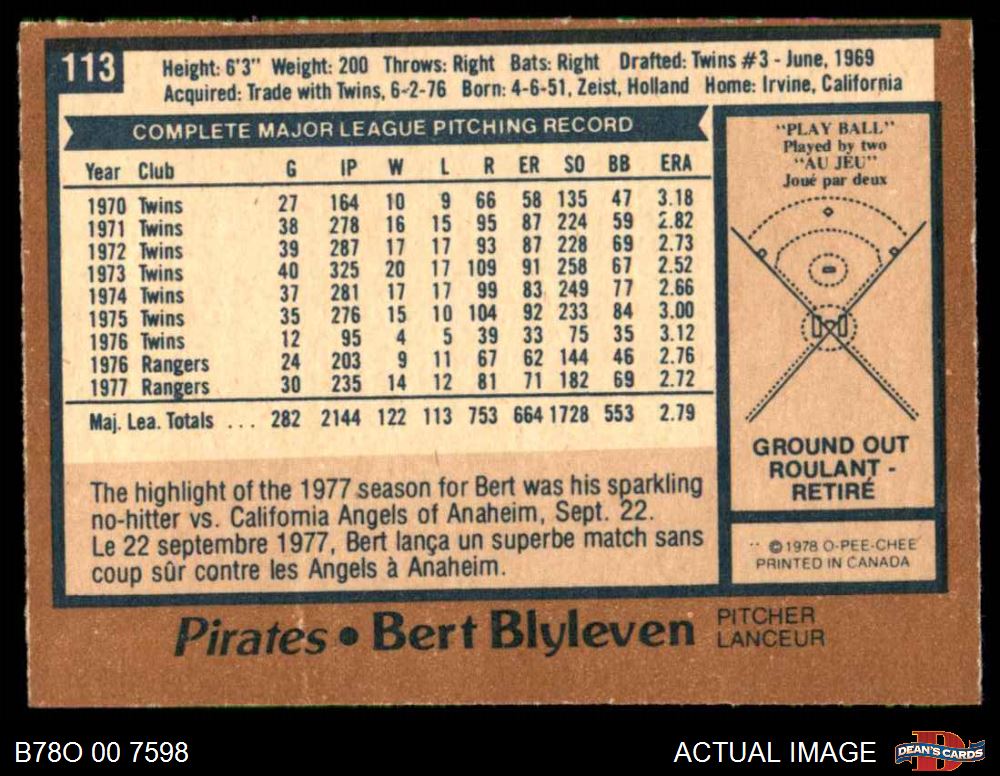 113
Height: 6'3" Weight: 200 Throws: Right Bats: Right Drafted: Twins #3 - June, 1969
Acquired: Trade with Twins, 6-2-76 Born: 4-6-51, Zeist, Holland Home: Irvine, California
COMPLETE MAJOR LEAGUE PITCHING RECORD
Year Club G IP W L R ER SO BB ERA
1970 Twins 27 164 10 9 66 58 135 47 3.18
1971 Twins 38 278 16 15 95 87 224 59 2.82
1972 Twins 39 287 17 17 93 87 228 69 2.73
1973 Twins 40 325 20 17 109 91 258 67 2.52
1974 Twins 37 281 17 17 99 83 249 77 2.66
1975 Twins 35 276 15 10 104 92 233 84 3.00
1976 Twins 12 95 4 5 39 33 75 35 3.12
1976 Rangers 24 203 9 11 67 62 144 46 2.76
1977 Rangers 30 235 14 12 81 71 182 69 2.72
Maj. Lea. Totals ... 282 2144 122 113 753 664 1728 553 2.79
"PLAY BALL"
Played by two
"AU JEU"
Joué par deux
GROUND OUT
ROULANT -
RETIRÉ
The highlight of the 1977 season for Bert was his sparkling
no-hitter vs. California Angels of Anaheim, Sept. 22.
Le 22 septembre 1977, Bert lança un superbe match sans
coup sûr contre les Angels à Anaheim.
** © 1978 O-PEE-CHEE
PRINTED IN CANADA
Pirates • Bert Blyleven
PITCHER
LANCEUR
B78O 00 7598
ACTUAL IMAGE
DEAN'S CARDS